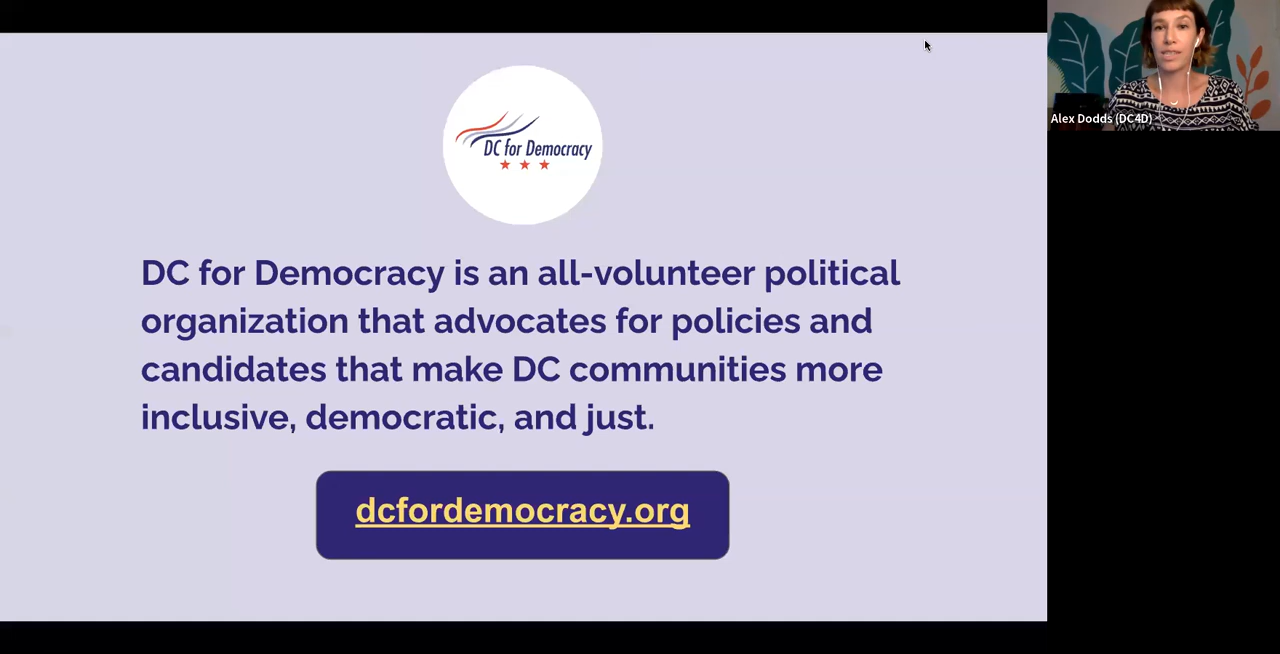 DC for Democracy
DC for Democracy is an all-volunteer political
organization that advocates for policies and
candidates that make DC communities more
inclusive, democratic, and just.
dcfordemocracy.org
Alex Dodds (DC4D)